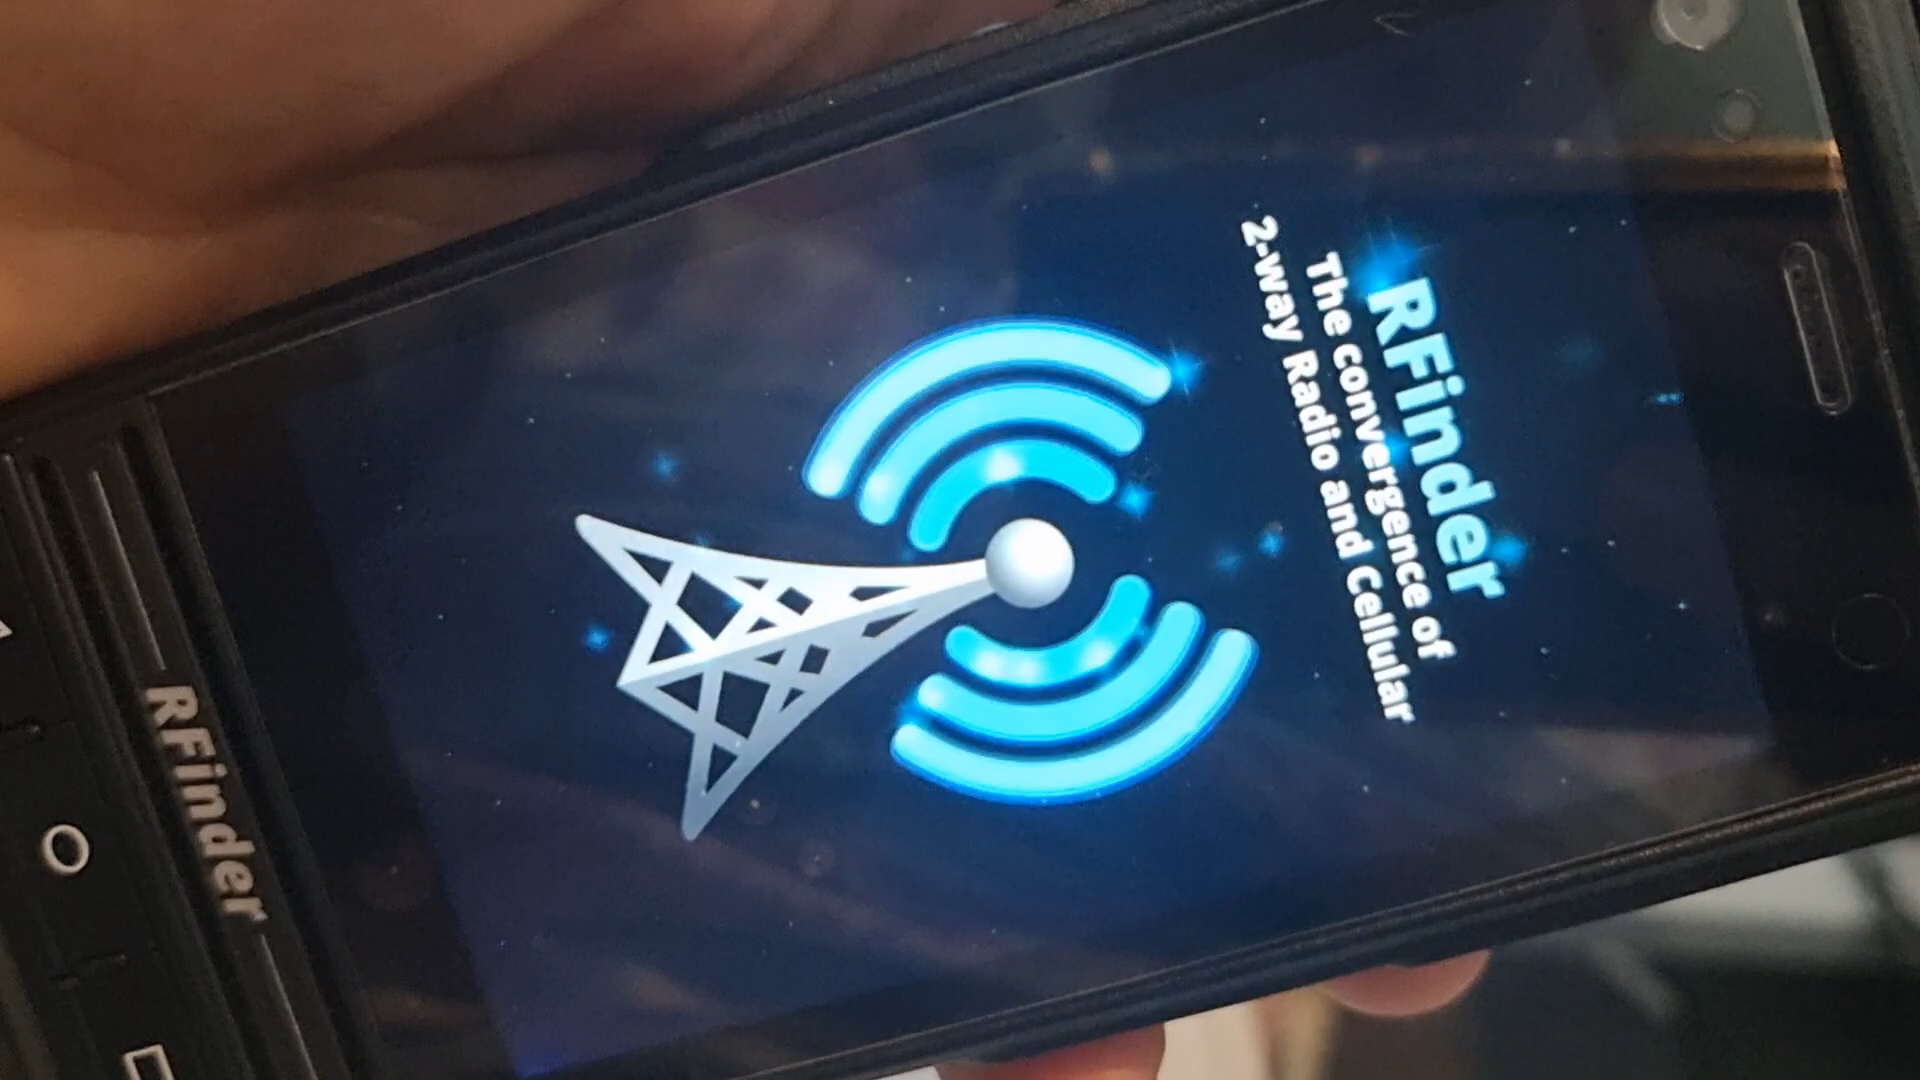 RFinder
The convergence of
2-way Radio and Cellular
RFinder